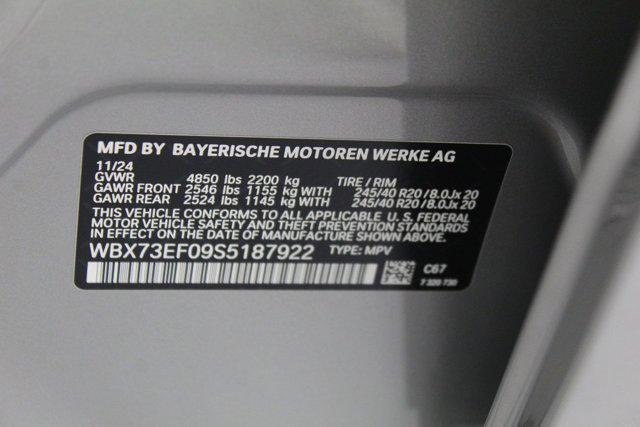 MFD BY BAYERISCHE MOTOREN WERKE AG
11/24
GVWR 4850 lbs 2200 kg TIRE / RIM
GAWR FRONT 2546 lbs 1155 kg WITH 245/40 R20 / 8.0Jx 20
GAWR REAR 2524 lbs 1145 kg WITH 245/40 R20 / 8.0Jx 20
THIS VEHICLE CONFORMS TO ALL APPLICABLE U. S. FEDERAL
MOTOR VEHICLE SAFETY AND THEFT PREVENTION STANDARDS
IN EFFECT ON THE DATE OF MANUFACTURE SHOWN ABOVE.
WBX73EF09S5187922 TYPE: MPV
C67
7 320 730